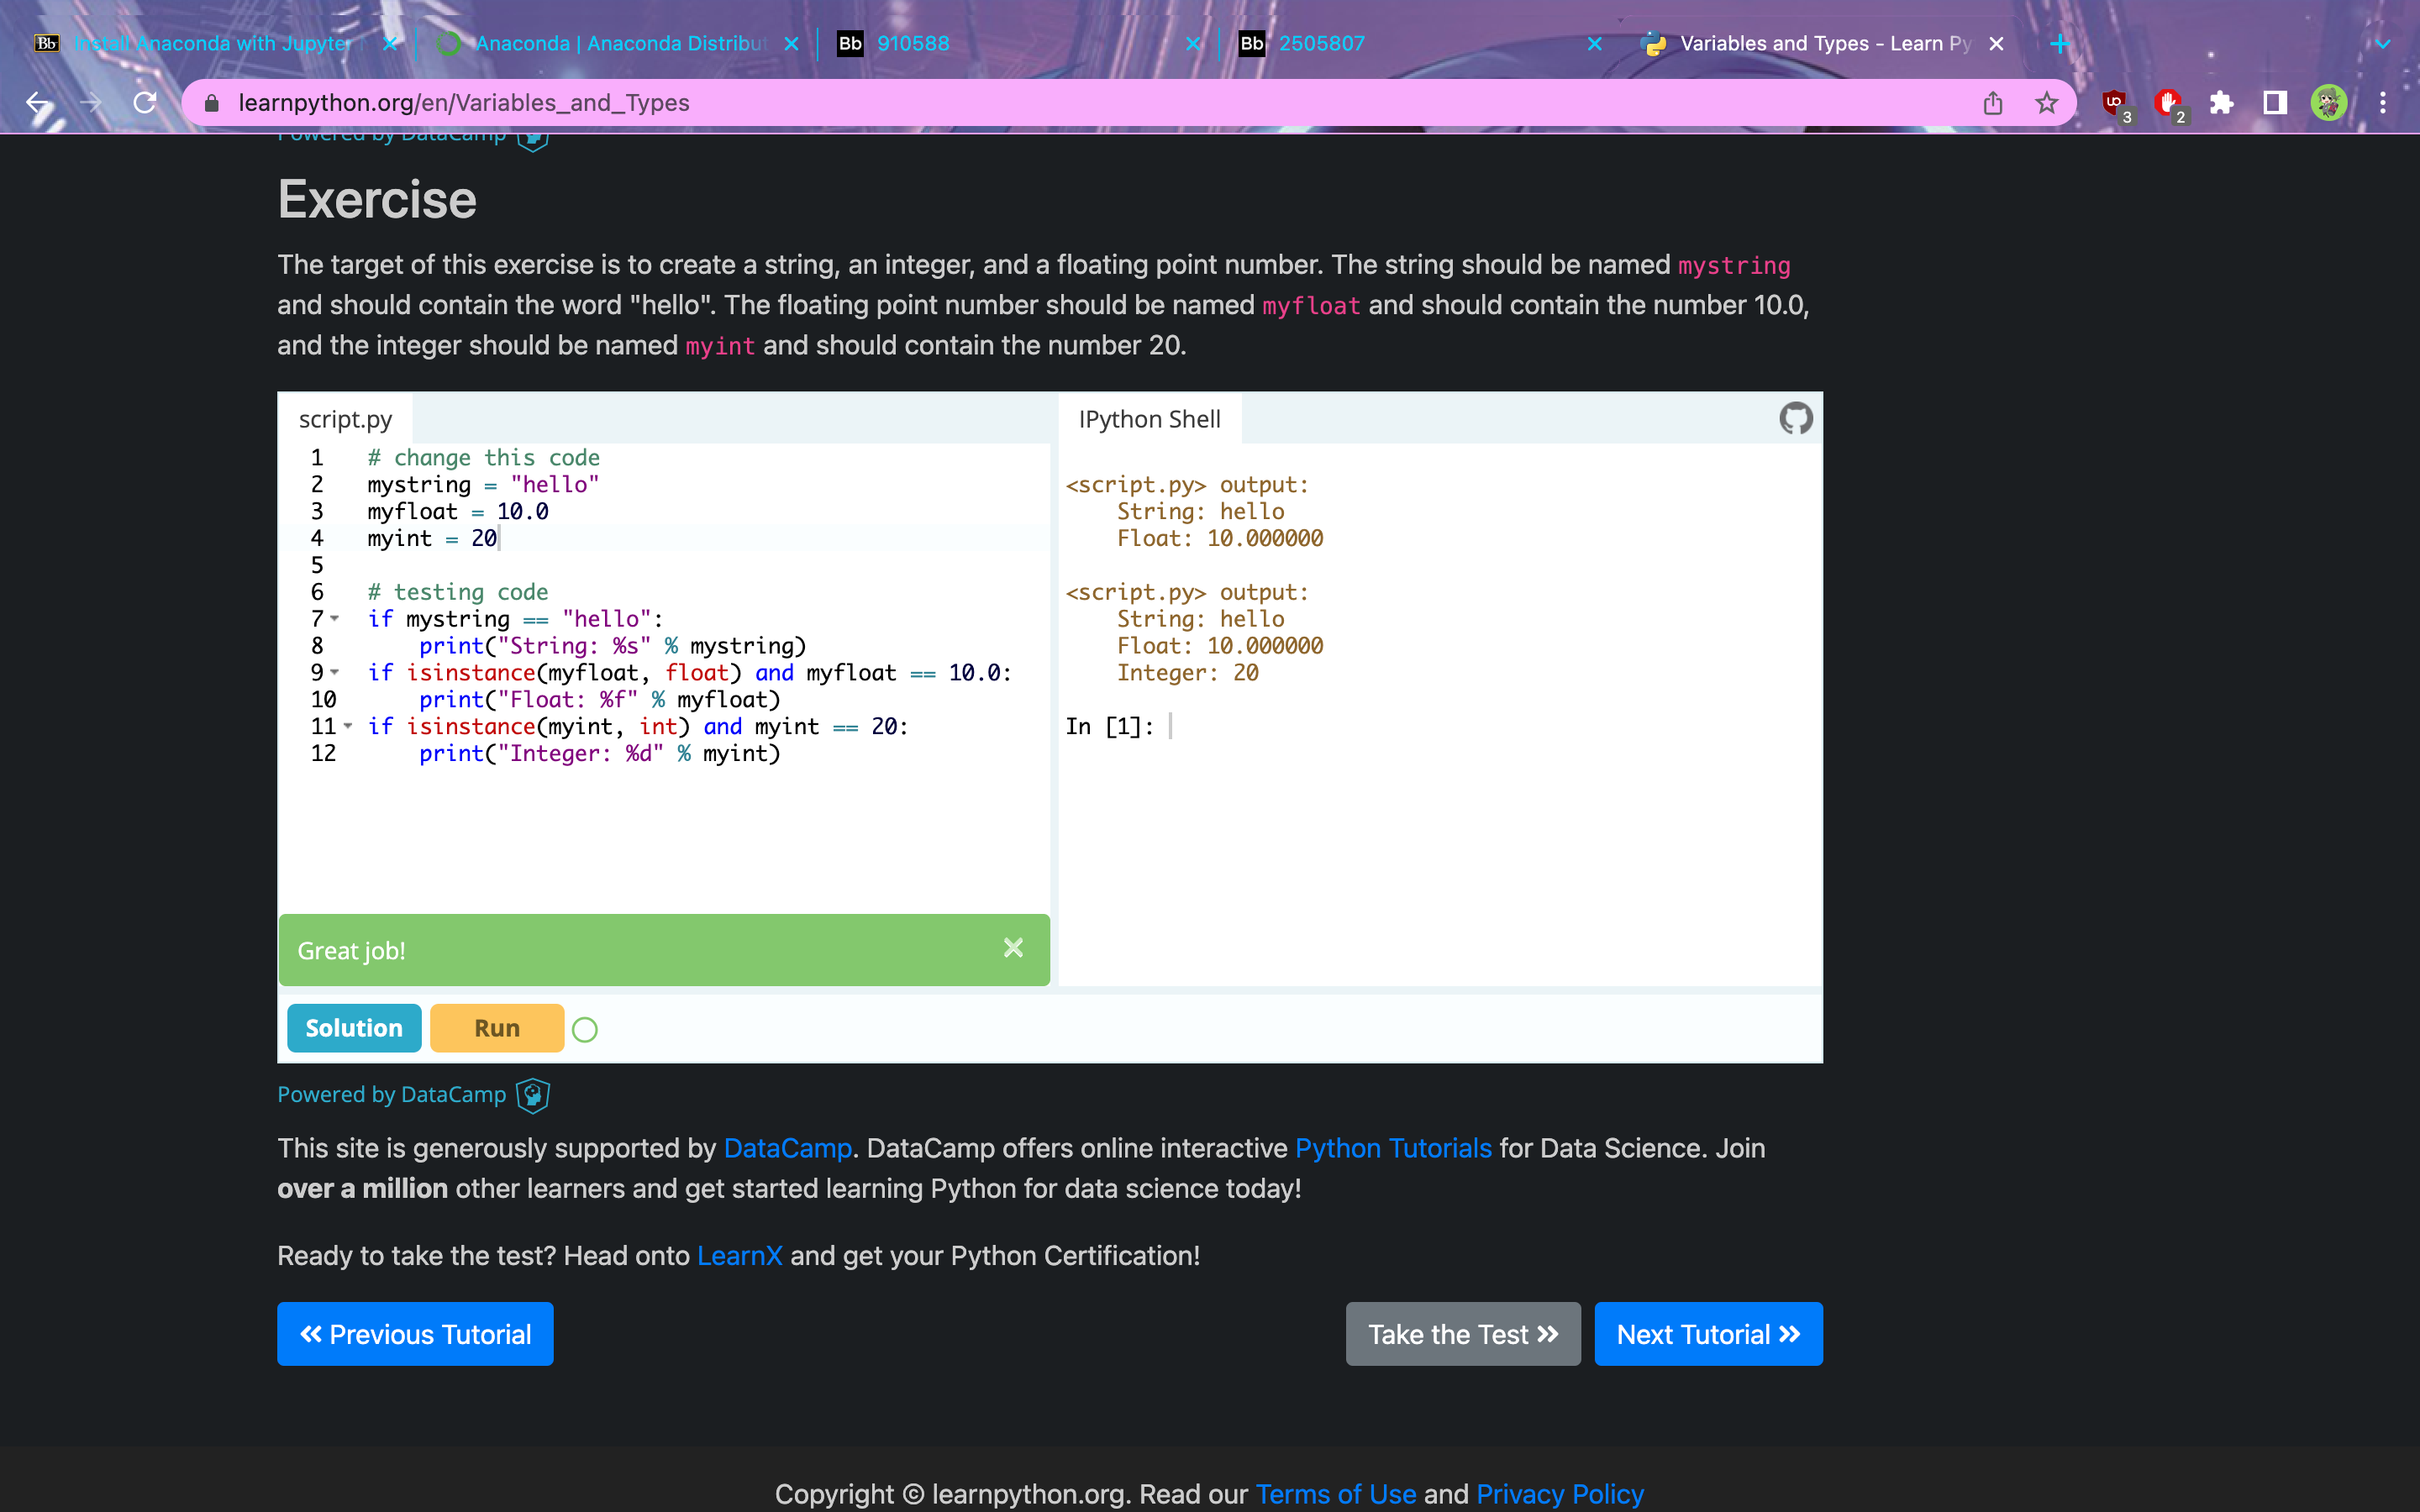 Bb Install Anaconda with Jupyte
Anaconda | Anaconda Distribut
Bb 910588
Bb 2505807
Variables and Types - Learn Py
learnpython.org/en/Variables_and_Types
3
2
Powered by DataCamp
Exercise
The target of this exercise is to create a string, an integer, and a floating point number. The string should be named mystring
and should contain the word "hello". The floating point number should be named myfloat and should contain the number 10.0,
and the integer should be named myint and should contain the number 20.
script.py
1 # change this code
2 mystring = "hello"
3 myfloat = 10.0
4 myint = 20
5
6 # testing code
7 if mystring == "hello":
8     print("String: %s" % mystring)
9 if isinstance(myfloat, float) and myfloat == 10.0:
10     print("Float: %f" % myfloat)
11 if isinstance(myint, int) and myint == 20:
12     print("Integer: %d" % myint)
Great job!
Solution
Run
IPython Shell
<script.py> output:
    String: hello
    Float: 10.000000
<script.py> output:
    String: hello
    Float: 10.000000
    Integer: 20
In [1]:
Powered by DataCamp
This site is generously supported by DataCamp. DataCamp offers online interactive Python Tutorials for Data Science. Join
over a million other learners and get started learning Python for data science today!
Ready to take the test? Head onto LearnX and get your Python Certification!
« Previous Tutorial
Take the Test »
Next Tutorial »
Copyright © learnpython.org. Read our Terms of Use and Privacy Policy